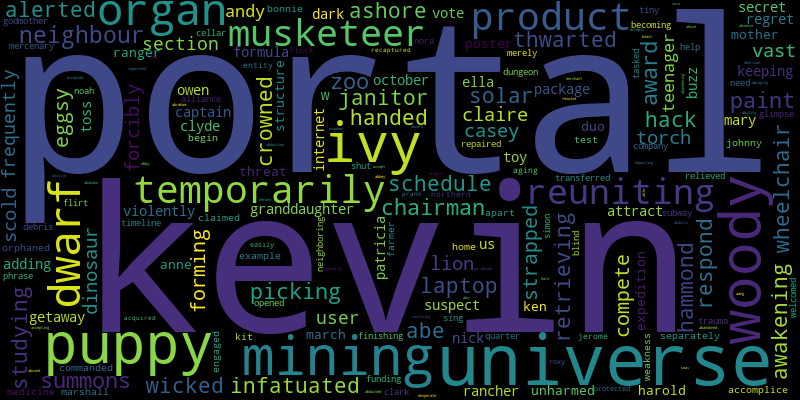 alerted organ andy bonnie dark ashore vote product tiny becoming secret regret
godmother cellar
neighbour musketeer nora poster thwarted help mother
mercenary ranger formula recaptured merely
section zoo october ella dungeon tasked award teenager vast
portal
scold frequently eggsy noah toss owen captain clyde begin forcibly alliance entity crowned structure threat internet w janitor handed solar package keeping buzz paint glimpse
claire casey duo hack mary
ivy repaired test torch company johnny
toy shut aging transferred relieved need wheelchair
dwarf temporarily schedule prank northern reuniting
flirt granddaughter chairman apart attract subway woody
violently claimed timeline patricia farmer simon blind orphaned debris
kevin
dinosaur anne easily example neighboring home us strapped retrieving hammond respond welcomed
adding phrase forming lion laptop compete expedition trauma
picking opened suspect ken
getaway acquired user abe sing quarter weakness separately awakening
studying puppy kit march nick jerome
engaged finishing mining universe
commanded funding roxy protected
summons wicked infatuated rancher unharmed harold accomplice
medicine marshall clark